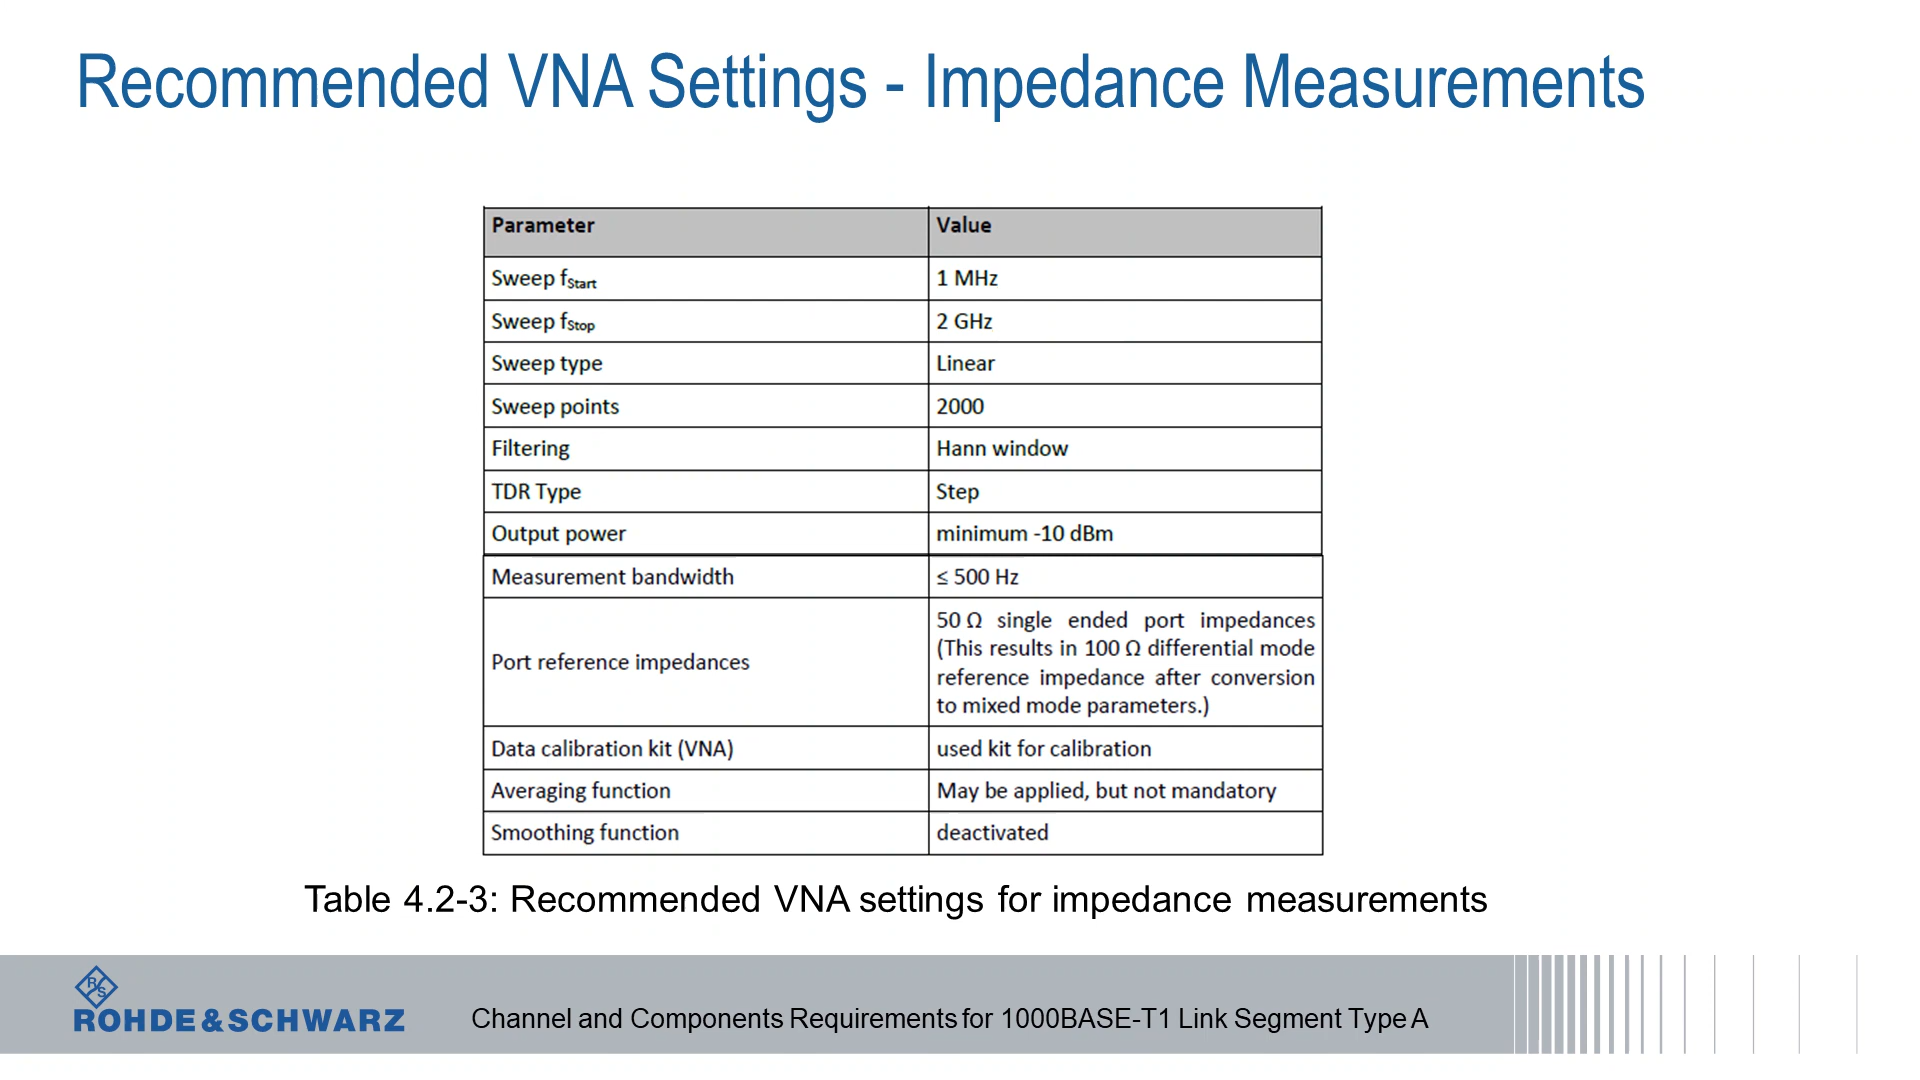 Recommended VNA Settings - Impedance Measurements
Parameter Value
Sweep fStart 1 MHz
Sweep fStop 2 GHz
Sweep type Linear
Sweep points 2000
Filtering Hann window
TDR Type Step
Output power minimum -10 dBm
Measurement bandwidth ≤ 500 Hz
Port reference impedances
50 Ω single ended port impedances
(This results in 100 Ω differential mode
reference impedance after conversion
to mixed mode parameters.)
Data calibration kit (VNA) used kit for calibration
Averaging function May be applied, but not mandatory
Smoothing function deactivated
Table 4.2-3: Recommended VNA settings for impedance measurements
RS
ROHDE&SCHWARZ
Channel and Components Requirements for 1000BASE-T1 Link Segment Type A